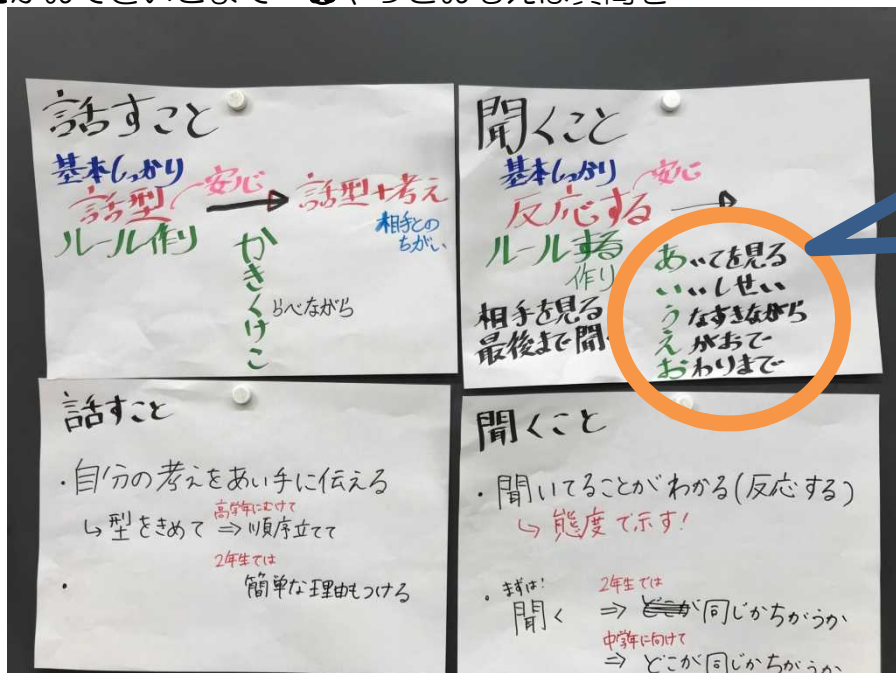 話すこと
基本しっかり
話型 安心 → 話型+考え
相手との
ちがい
ルール作り
か
き
く らべながら
け
こ
聞くこと
基本しっかり
反応する 安心 →
ルールする
作り
相手を見る
最後まで聞
あいてを見る
いいしせい
うなずきながら
えがおで
おわりまで
話すこと
・自分の考えをあい手に伝える
高学年にむけて
↳型をきめて ⇒順序立てて
2年生では
・ 簡単な理由もつける
聞くこと
・聞いてることがわかる(反応する)
↳態度で示す!
・まずは! 2年生では
聞く ⇒ どこが同じかちがうか
中学年に向けて
⇒ どこが同じかちがうか